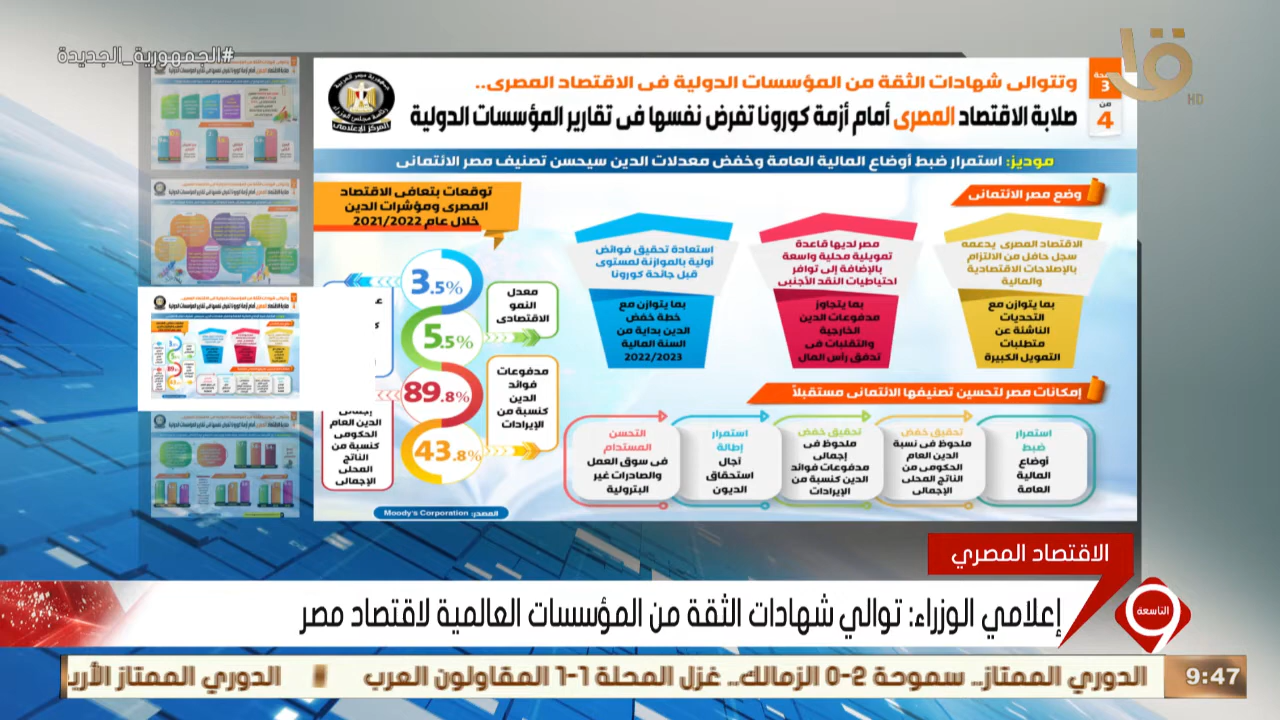 #الجمهورية_الجديدة
HD
3
من
4
وتتوالى شهادات الثقة من المؤسسات الدولية فى الاقتصاد المصرى..
صلابة الاقتصاد المصرى أمام أزمة كورونا تفرض نفسها فى تقارير المؤسسات الدولية
موديز: استمرار ضبط أوضاع المالية العامة وخفض معدلات الدين سيحسن تصنيف مصر الائتمانى
وضع مصر الائتمانى
الاقتصاد المصرى يدعمه
سجل حافل من الالتزام
بالإصلاحات الاقتصادية
والمالية
بما يتوازن مع
التحديات
الناشئة عن
متطلبات
التمويل الكبيرة
مصر لديها قاعدة
تمويلية محلية واسعة
بالإضافة إلى توافر
احتياطيات النقد الأجنبى
بما يتجاوز
مدفوعات الدين
الخارجية
والتقلبات فى
تدفق رأس المال
استعادة تحقيق فوائض
أولية بالموازنة لمستوى
قبل جائحة كورونا
بما يتوازن مع
خطة خفض
الدين بداية من
السنة المالية
2022/2023
توقعات بتعافى الاقتصاد
المصرى ومؤشرات الدين
خلال عام 2021/2022
3.5%
5.5%
89.8%
43.8%
معدل
النمو
الاقتصادى
مدفوعات
فوائد
الدين
كنسبة من
الإيرادات
الدين العام
الحكومى
كنسبة من
الناتج
المحلى
الإجمالى
إمكانات مصر لتحسين تصنيفها الائتمانى مستقبلاً
استمرار
ضبط
أوضاع
المالية
العامة
تحقيق خفض
ملحوظ فى نسبة
الدين العام
الحكومى من
الناتج المحلى
الإجمالى
تحقيق خفض
ملحوظ فى
إجمالى
مدفوعات فوائد
الدين كنسبة من
الإيرادات
استمرار
إطالة
آجال
استحقاق
الديون
التحسن
المستدام
فى سوق العمل
والصادرات غير
البترولية
المصدر: Moody's Corporation
الاقتصاد المصري
إعلامي الوزراء: توالي شهادات الثقة من المؤسسات العالمية لاقتصاد مصر
التاسعة
9:47
الدوري الممتاز.. سموحة 2-0 الزمالك.. غزل المحلة 1-1 المقاولون العرب
الدوري الممتاز